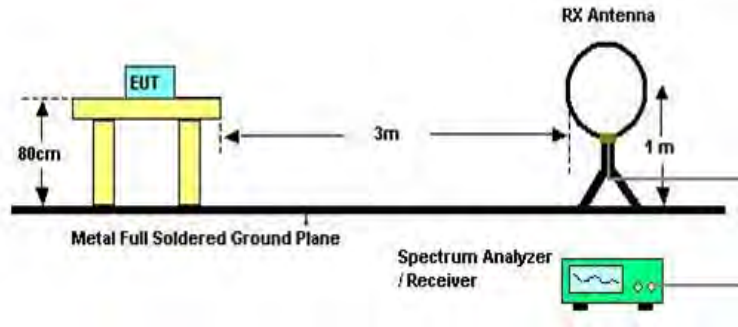 RX Antenna
EUT
80cm
3m
1 m
Metal Full Soldered Ground Plane
Spectrum Analyzer
/ Receiver